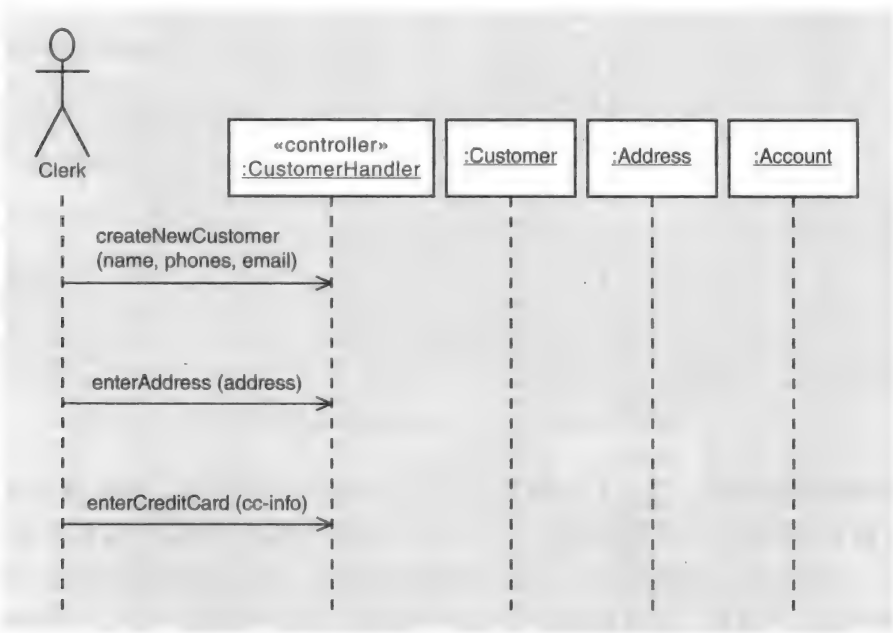 Clerk
«controller»
:CustomerHandler
:Customer
:Address
:Account
createNewCustomer
(name, phones, email)
enterAddress (address)
enterCreditCard (cc-info)